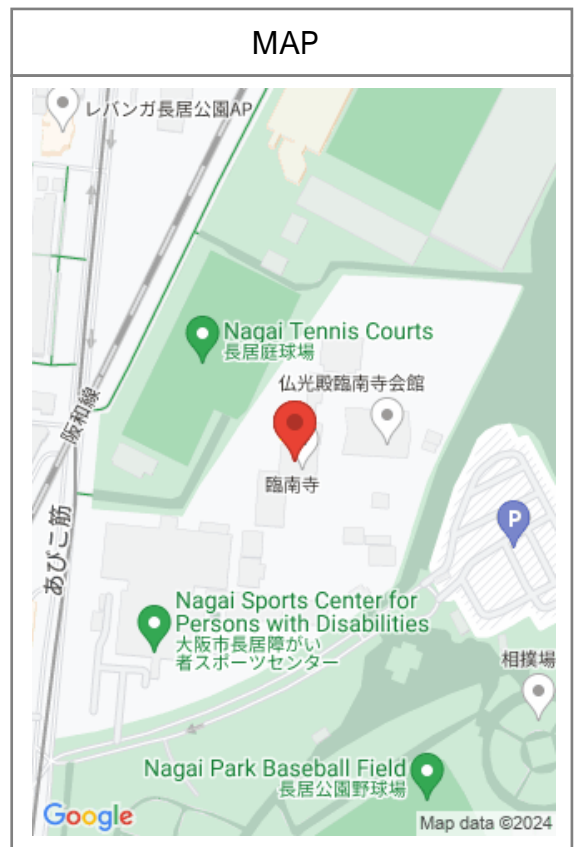 MAP
レバンガ長居公園AP
Nagai Tennis Courts
長居庭球場
仏光殿臨南寺会館
阪和線
臨南寺
P
あびこ筋
Nagai Sports Center for
Persons with Disabilities
大阪市長居障がい
者スポーツセンター
相撲場
Nagai Park Baseball Field
長居公園野球場
Google
Map data ©2024